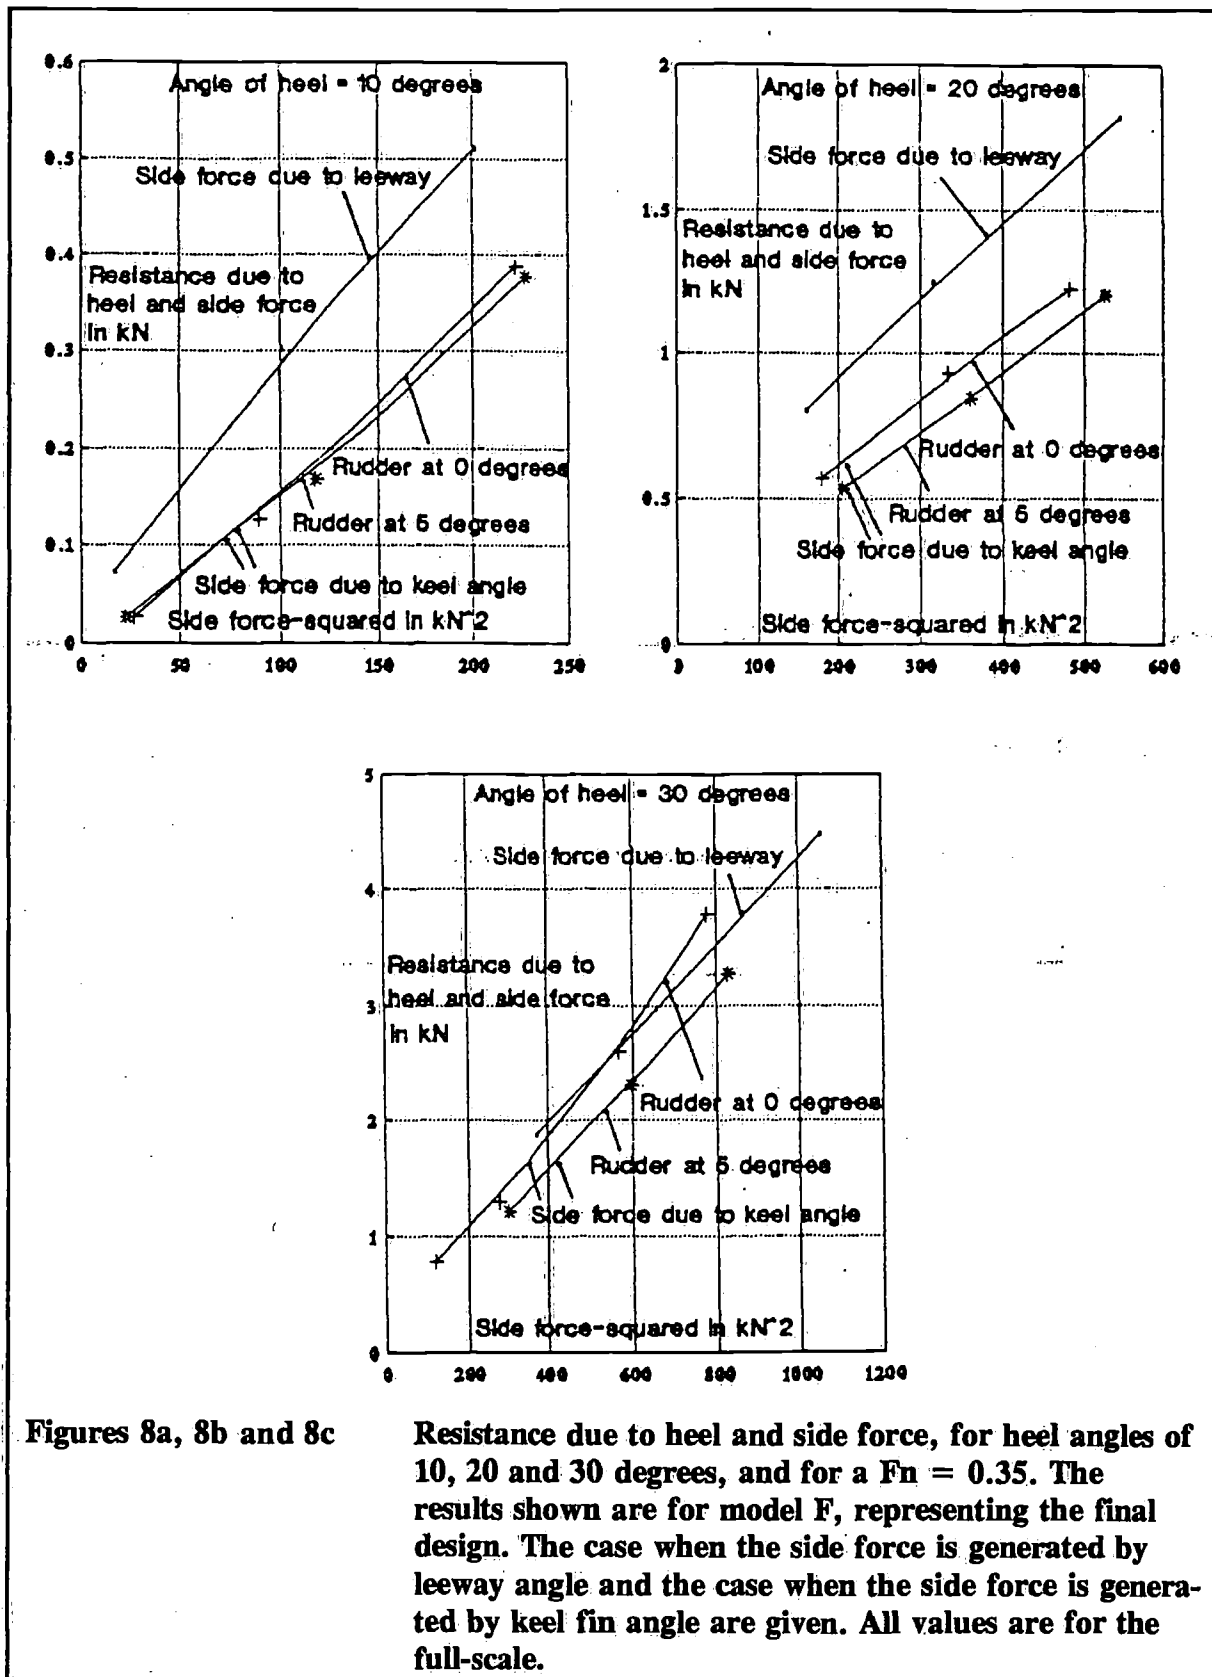 0.6
Angle of heel = 10 degrees
0.5
Side force due to leeway
0.4
Resistance due to
heel and side force
in kN
0.3
0.2
Rudder at 0 degrees
Rudder at 5 degrees
0.1
Side force due to keel angle
Side force-squared in kN^2
0
0 50 100 150 200 250
2
Angle of heel = 20 degrees
Side force due to leeway
1.5
Resistance due to
heel and side force
in kN
1
Rudder at 0 degrees
0.5
Rudder at 5 degrees
Side force due to keel angle
Side force-squared in kN^2
0
0 100 200 300 400 500 600
5
Angle of heel = 30 degrees
Side force due to leeway
4
Resistance due to
heel and side force
3
in kN
Rudder at 0 degrees
2
Rudder at 5 degrees
Side force due to keel angle
1
Side force-squared in kN^2
0
0 200 400 600 800 1000 1200
Figures 8a, 8b and 8c
Resistance due to heel and side force, for heel angles of
10, 20 and 30 degrees, and for a Fn = 0.35. The
results shown are for model F, representing the final
design. The case when the side force is generated by
leeway angle and the case when the side force is genera-
ted by keel fin angle are given. All values are for the
full-scale.